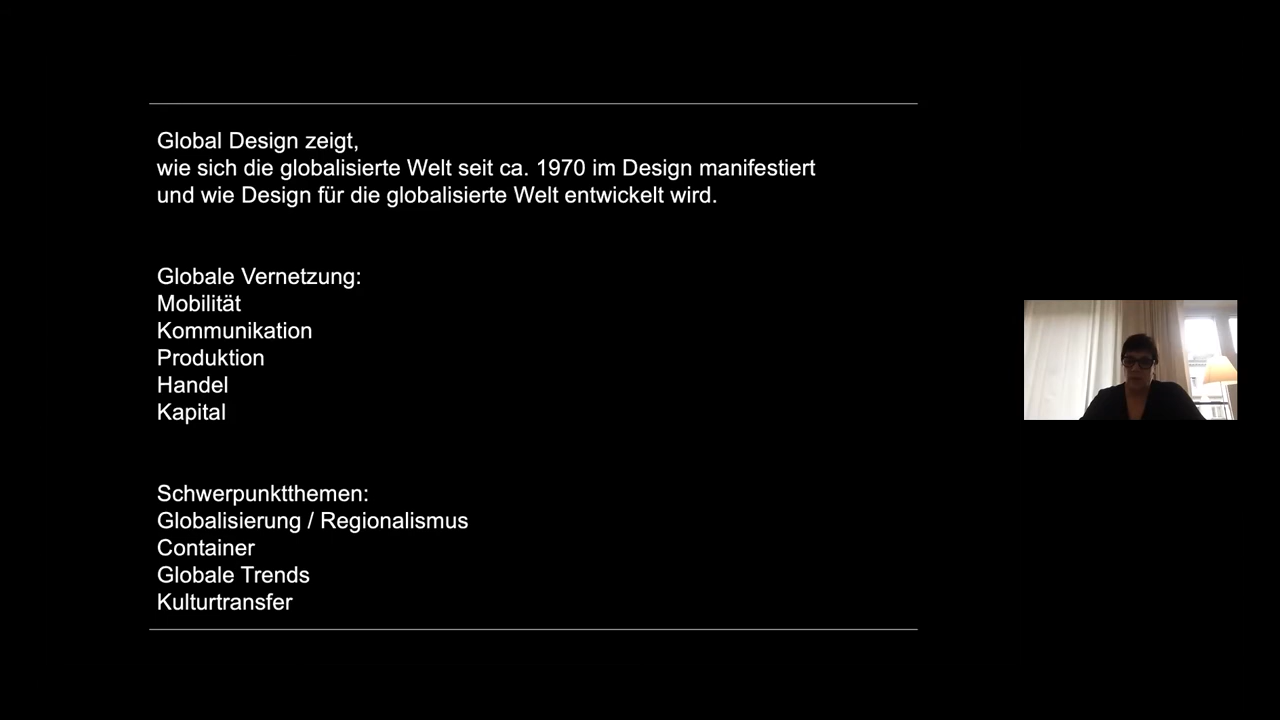 Global Design zeigt,
wie sich die globalisierte Welt seit ca. 1970 im Design manifestiert
und wie Design für die globalisierte Welt entwickelt wird.
Globale Vernetzung:
Mobilität
Kommunikation
Produktion
Handel
Kapital
Schwerpunktthemen:
Globalisierung / Regionalismus
Container
Globale Trends
Kulturtransfer